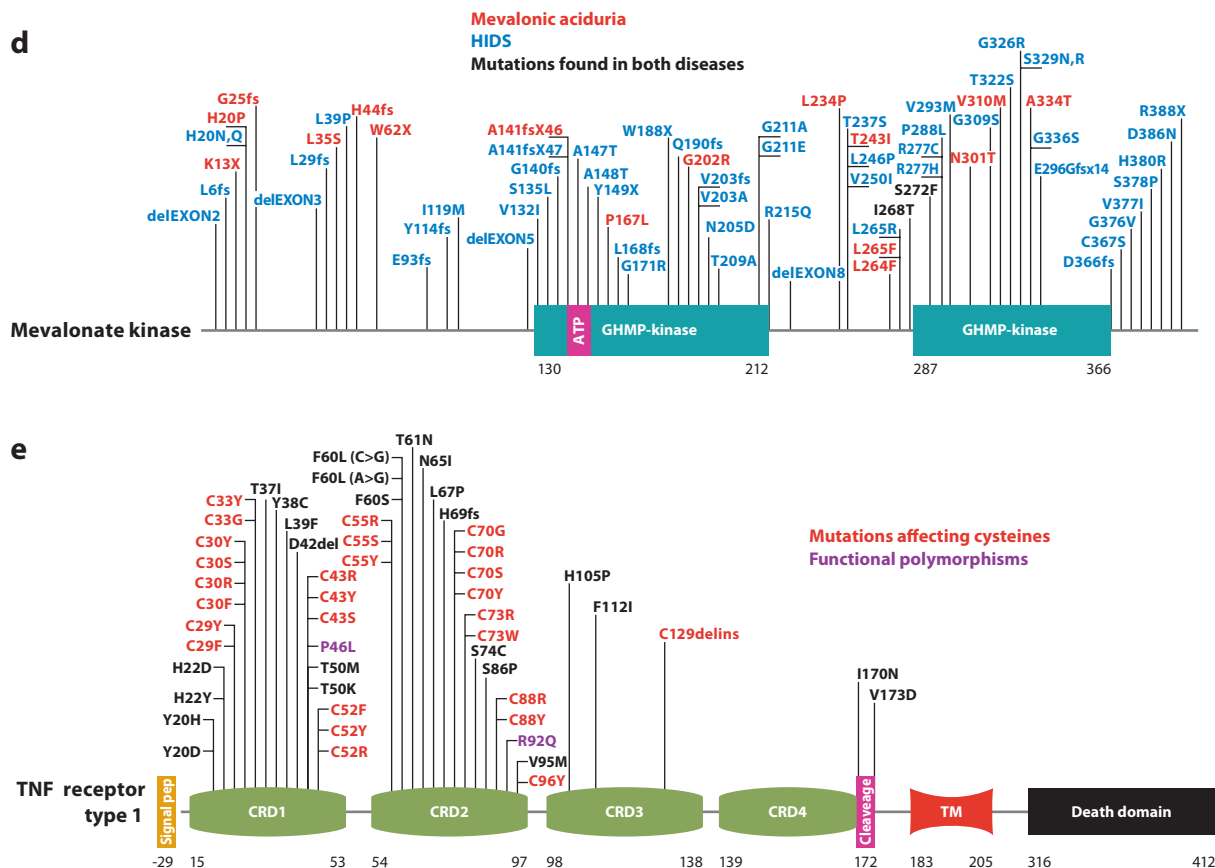 d
Mevalonic aciduria
HIDS
Mutations found in both diseases
delEXON2
L6fs
K13X
H20N,Q
H20P
G25fs
delEXON3
L29fs
L35S
L39P
H44fs
W62X
E93fs
Y114fs
I119M
delEXON5
V132I
S135L
G140fs
A141fsX47
A141fsX46
A147T
A148T
Y149X
P167L
L168fs
G171R
W188X
Q190fs
G202R
V203fs
V203A
N205D
T209A
G211A
G211E
R215Q
delEXON8
L234P
T237S
T243I
L246P
V250I
L264F
L265F
L265R
I268T
S272F
R277H
R277C
P288L
V293M
N301T
G309S
V310M
T322S
G326R
S329N,R
A334T
G336S
E296Gfsx14
D366fs
C367S
G376V
V377I
S378P
H380R
D386N
R388X
Mevalonate kinase
ATP
GHMP-kinase
GHMP-kinase
130
212
287
366
e
Mutations affecting cysteines
Functional polymorphisms
C33Y
C33G
C30Y
C30S
C30R
C30F
C29Y
C29F
H22D
H22Y
Y20H
Y20D
T37I
Y38C
L39F
D42del
C43R
C43Y
C43S
P46L
T50M
T50K
C52F
C52Y
C52R
F60L (C>G)
F60L (A>G)
F60S
C55R
C55S
C55Y
T61N
N65I
L67P
H69fs
C70G
C70R
C70S
C70Y
C73R
C73W
S74C
S86P
C88R
C88Y
R92Q
V95M
C96Y
H105P
F112I
C129delins
I170N
V173D
TNF receptor
type 1
Signal pep
CRD1
CRD2
CRD3
CRD4
Cleaveage
TM
Death domain
-29
15
53
54
97
98
138
139
172
183
205
316
412